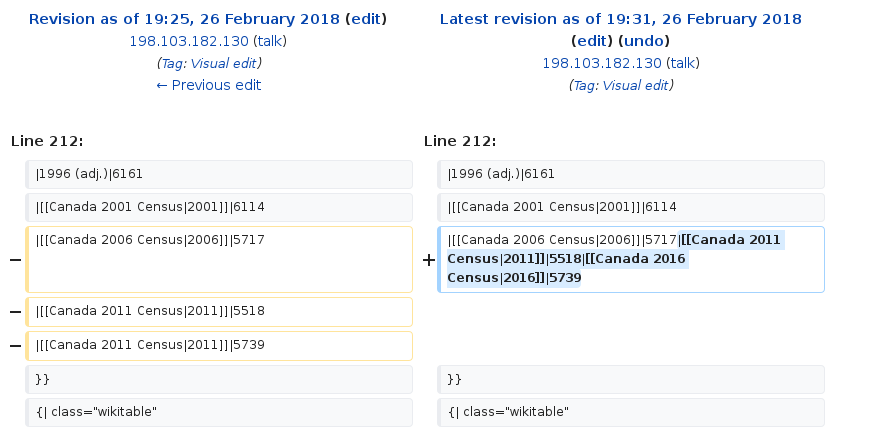 Revision as of 19:25, 26 February 2018 (edit)
198.103.182.130 (talk)
(Tag: Visual edit)
← Previous edit
Latest revision as of 19:31, 26 February 2018
(edit) (undo)
198.103.182.130 (talk)
(Tag: Visual edit)
Line 212:
Line 212:
|1996 (adj.)|6161
|1996 (adj.)|6161
|[[Canada 2001 Census|2001]]|6114
|[[Canada 2001 Census|2001]]|6114
− |[[Canada 2006 Census|2006]]|5717
+ |[[Canada 2006 Census|2006]]|5717|[[Canada 2011
Census|2011]]|5518|[[Canada 2016
Census|2016]]|5739
− |[[Canada 2011 Census|2011]]|5518
− |[[Canada 2011 Census|2011]]|5739
}}
}}
{| class="wikitable"
{| class="wikitable"